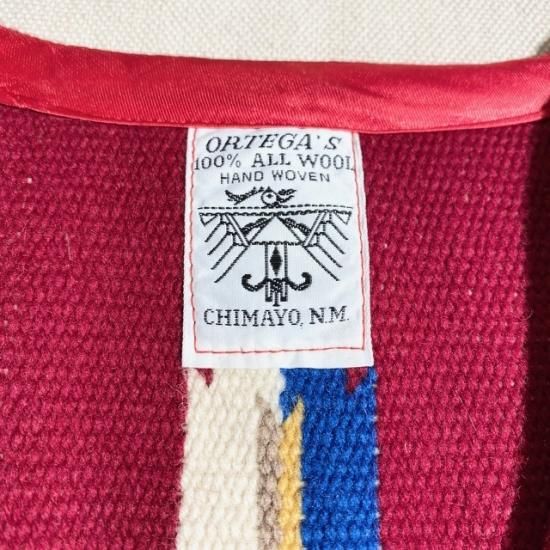 ORTEGA'S
100% ALL WOOL
HAND WOVEN
CHIMAYO, N.M.